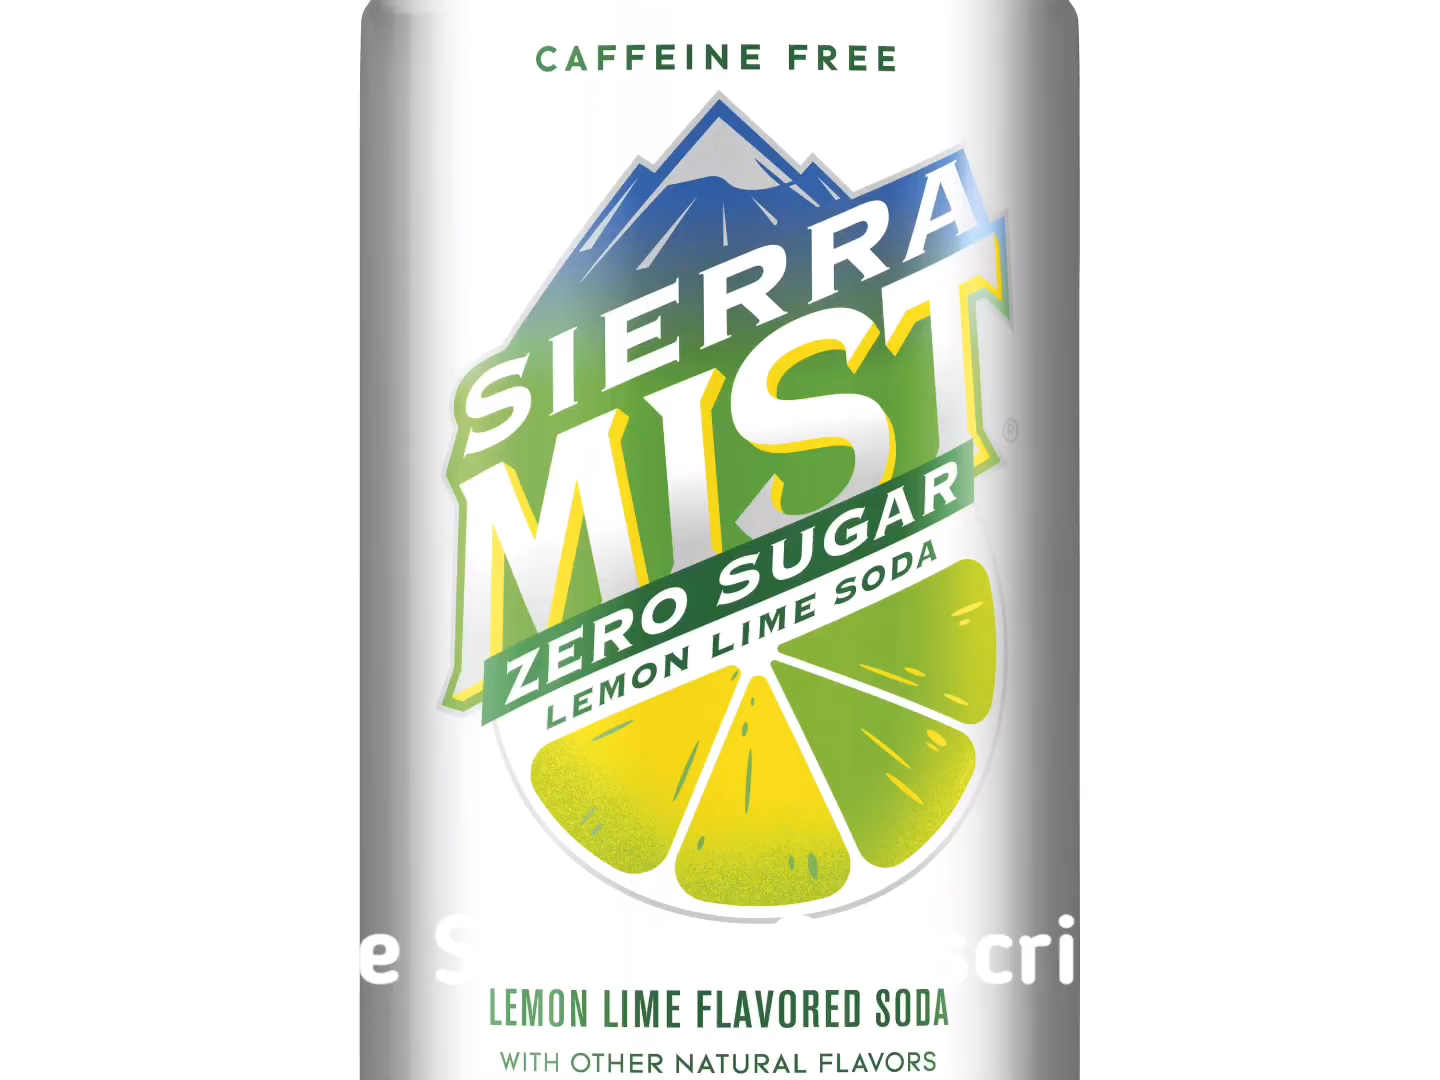 CAFFEINE FREE
SIERRA
MIST
®
ZERO SUGAR
LEMON LIME SODA
LEMON LIME FLAVORED SODA
WITH OTHER NATURAL FLAVORS